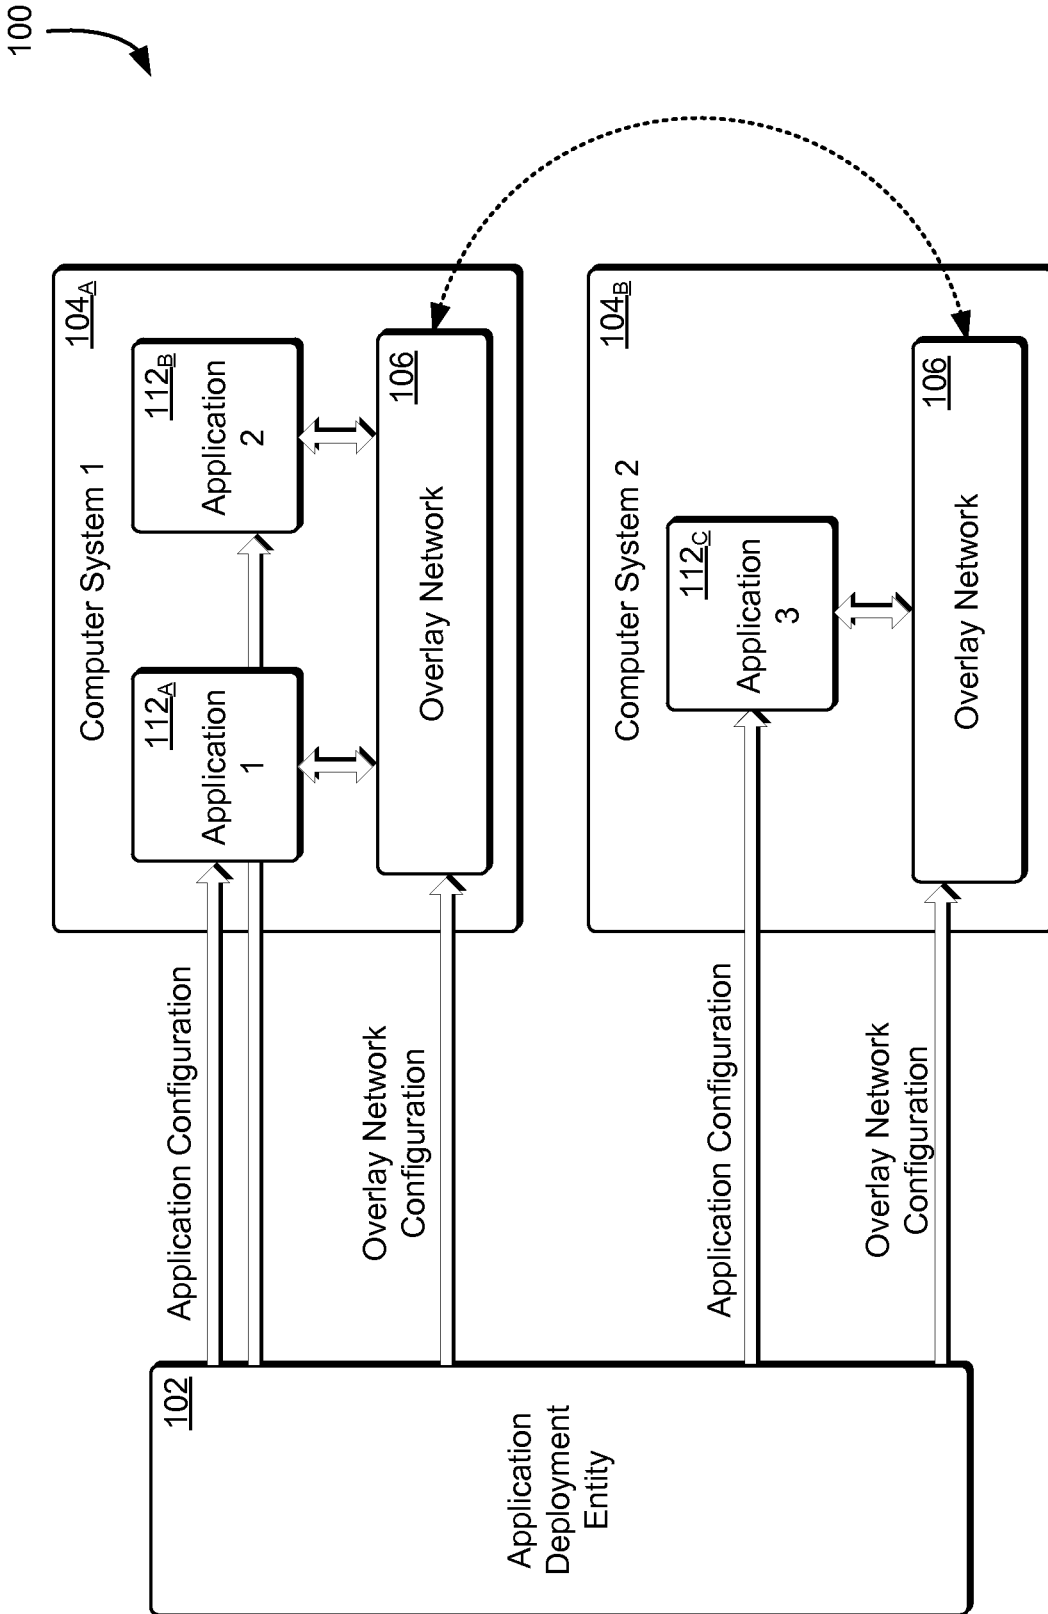 100
102
Application
Deployment
Entity
Application Configuration
Overlay Network
Configuration
Application Configuration
Overlay Network
Configuration
Computer System 1
104A
112A
Application
1
112B
Application
2
106
Overlay Network
Computer System 2
104B
112C
Application
3
106
Overlay Network